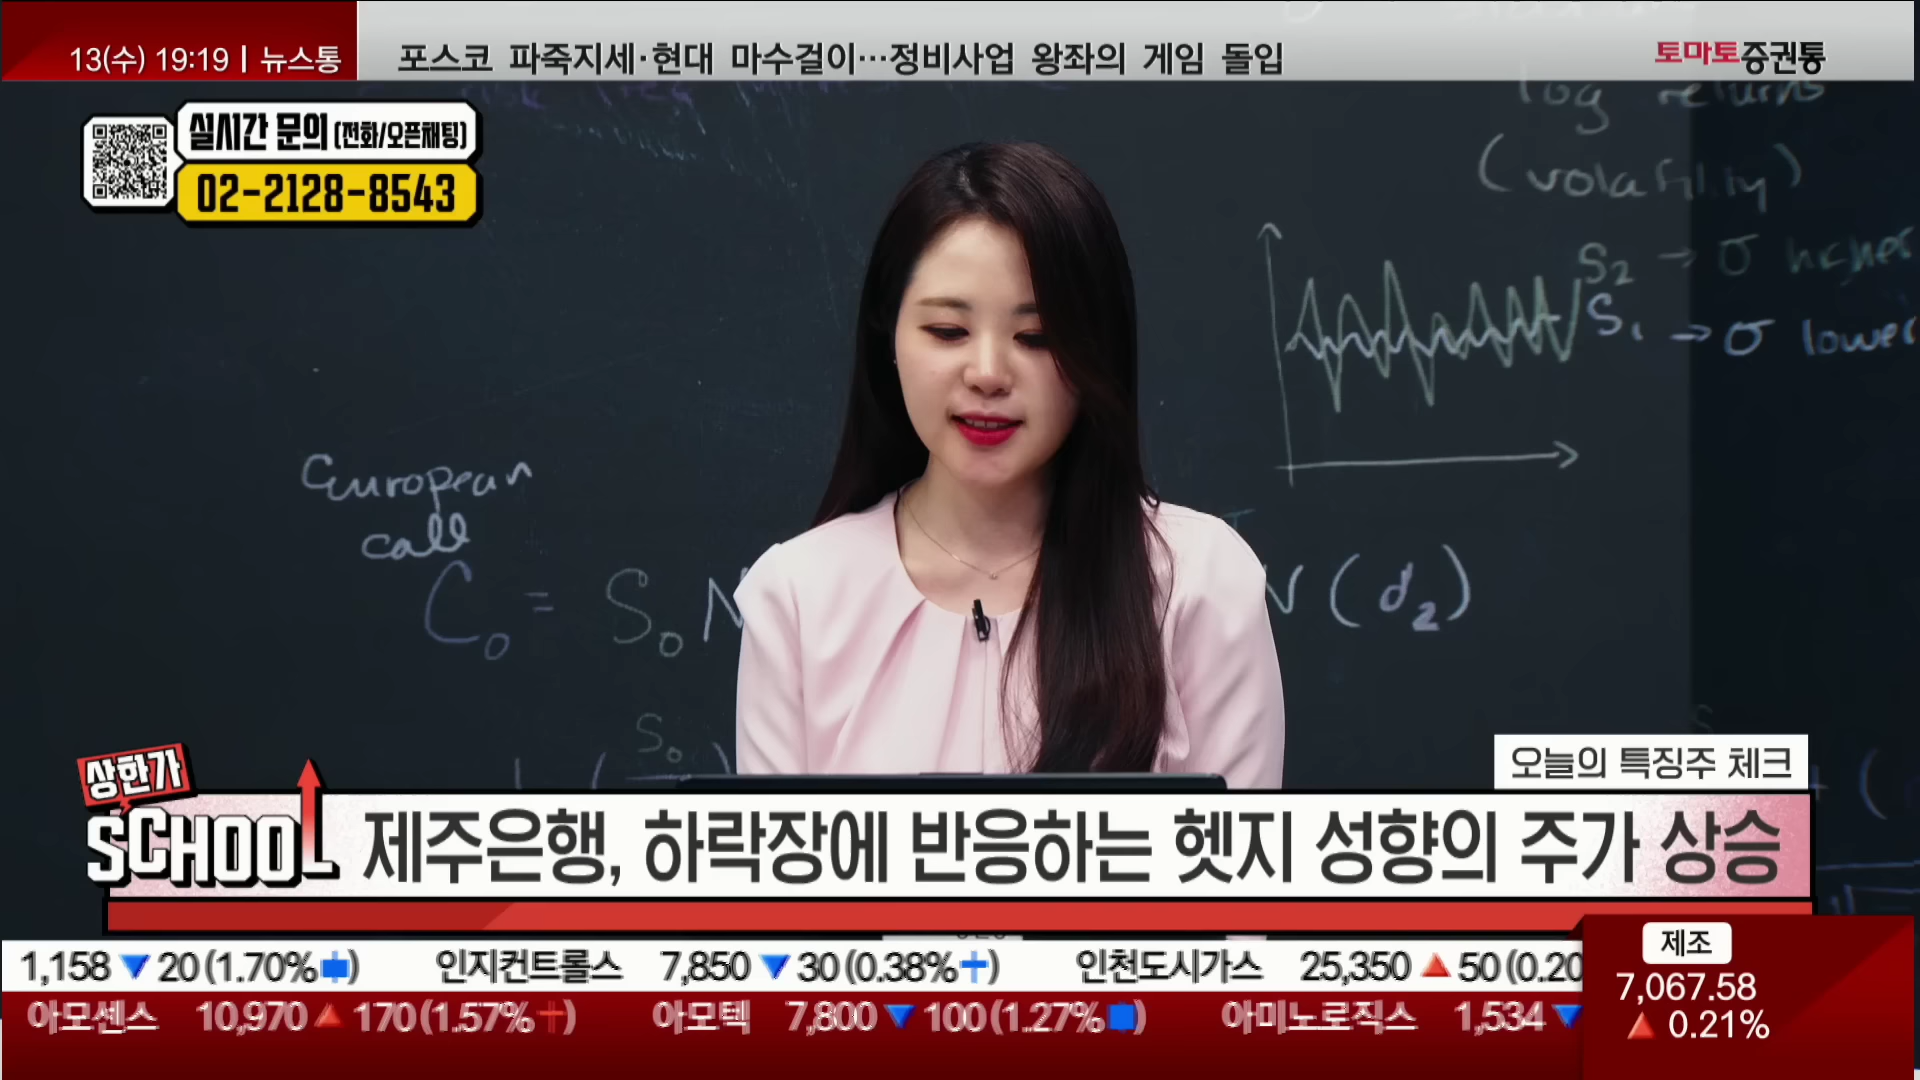 13(수) 19:19 | 뉴스통
포스코 파죽지세·현대 마수걸이…정비사업 왕좌의 게임 돌입
토마토증권통
실시간 문의 (전화/오픈채팅)
02-2128-8543
log returns
(volatility)
S2 → σ higher
S1 → σ lower
European
call
C0 = S0 N
N(d2)
S0
오늘의 특징주 체크
상한가
SCHOOL
제주은행, 하락장에 반응하는 헷지 성향의 주가 상승
1,158 ▼ 20 (1.70%) 인지컨트롤스 7,850 ▼ 30 (0.38%) 인천도시가스 25,350 ▲ 50 (0.20
아모센스 10,970 ▲ 170 (1.57%) 아모텍 7,800 ▼ 100 (1.27%) 아미노로직스 1,534 ▼
제조
7,067.58
▲ 0.21%